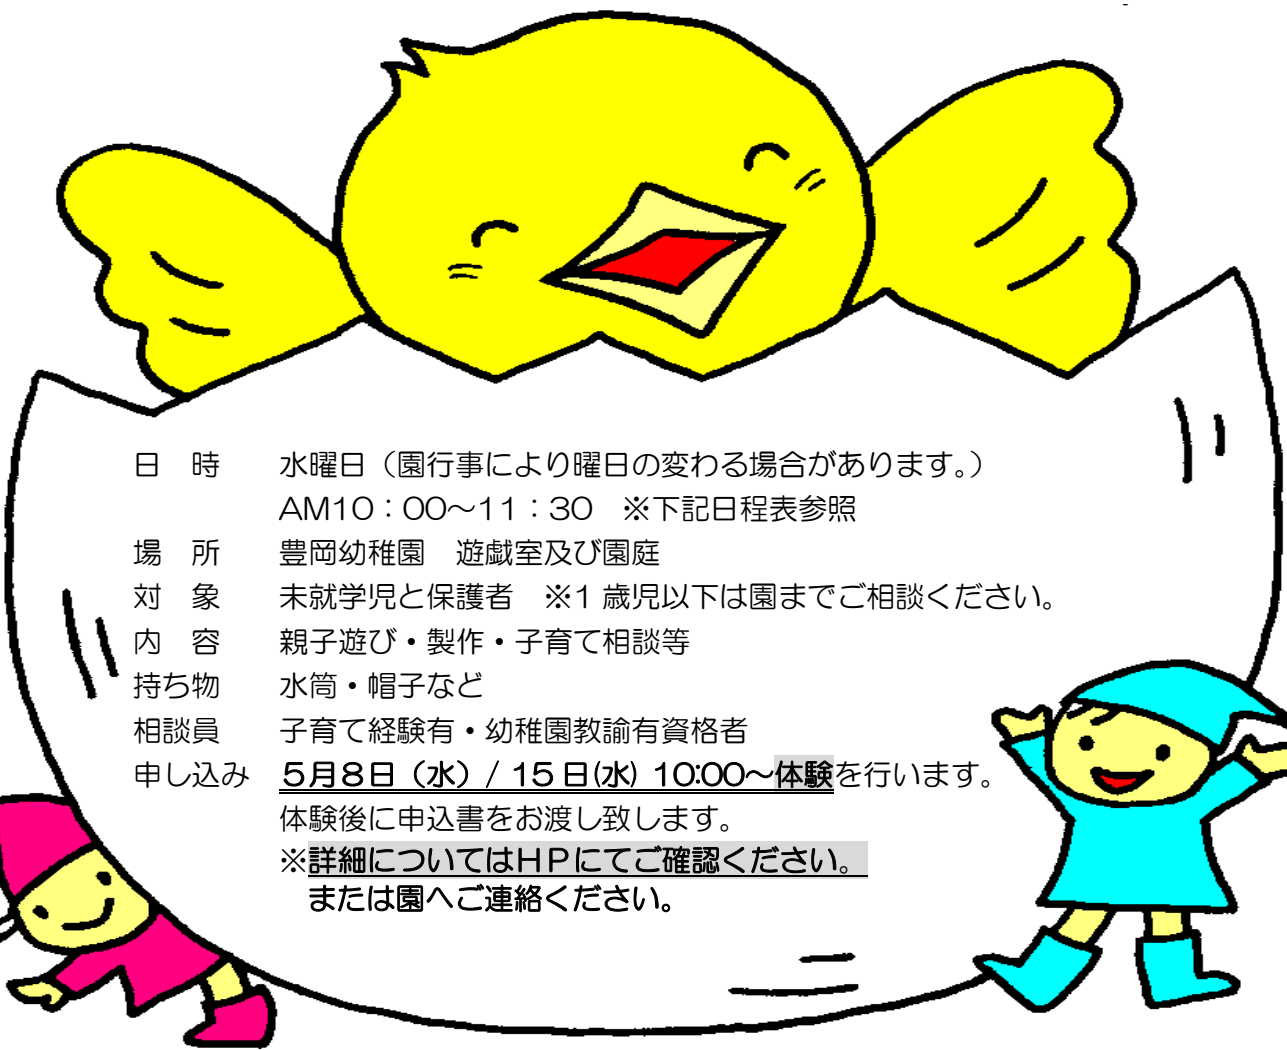 日　時　　水曜日（園行事により曜日の変わる場合があります。）
AM10：00～11：30　※下記日程表参照
場　所　　豊岡幼稚園　遊戯室及び園庭
対　象　　未就学児と保護者　※1 歳児以下は園までご相談ください。
内　容　　親子遊び・製作・子育て相談等
持ち物　　水筒・帽子など
相談員　　子育て経験有・幼稚園教諭有資格者
申し込み　５月８日（水）/ 15 日(水) 10:00～体験を行います。
体験後に申込書をお渡し致します。
※詳細についてはＨＰにてご確認ください。
または園へご連絡ください。